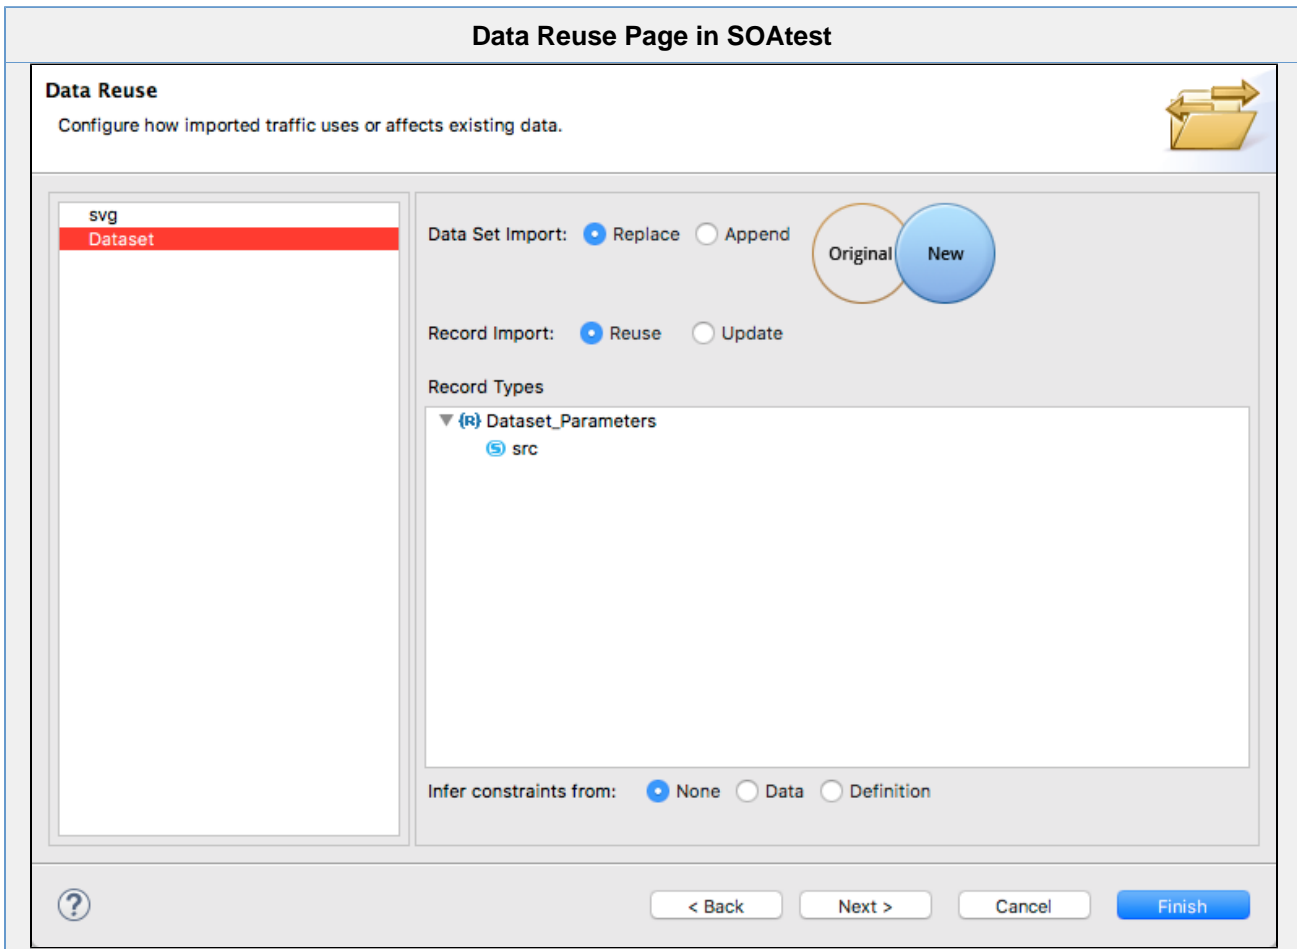 Data Reuse Page in SOAtest
Data Reuse
Configure how imported traffic uses or affects existing data.
svg
Dataset
Data Set Import: Replace Append
Original New
Record Import: Reuse Update
Record Types
{R} Dataset_Parameters
S src
Infer constraints from: None Data Definition
? < Back Next > Cancel Finish